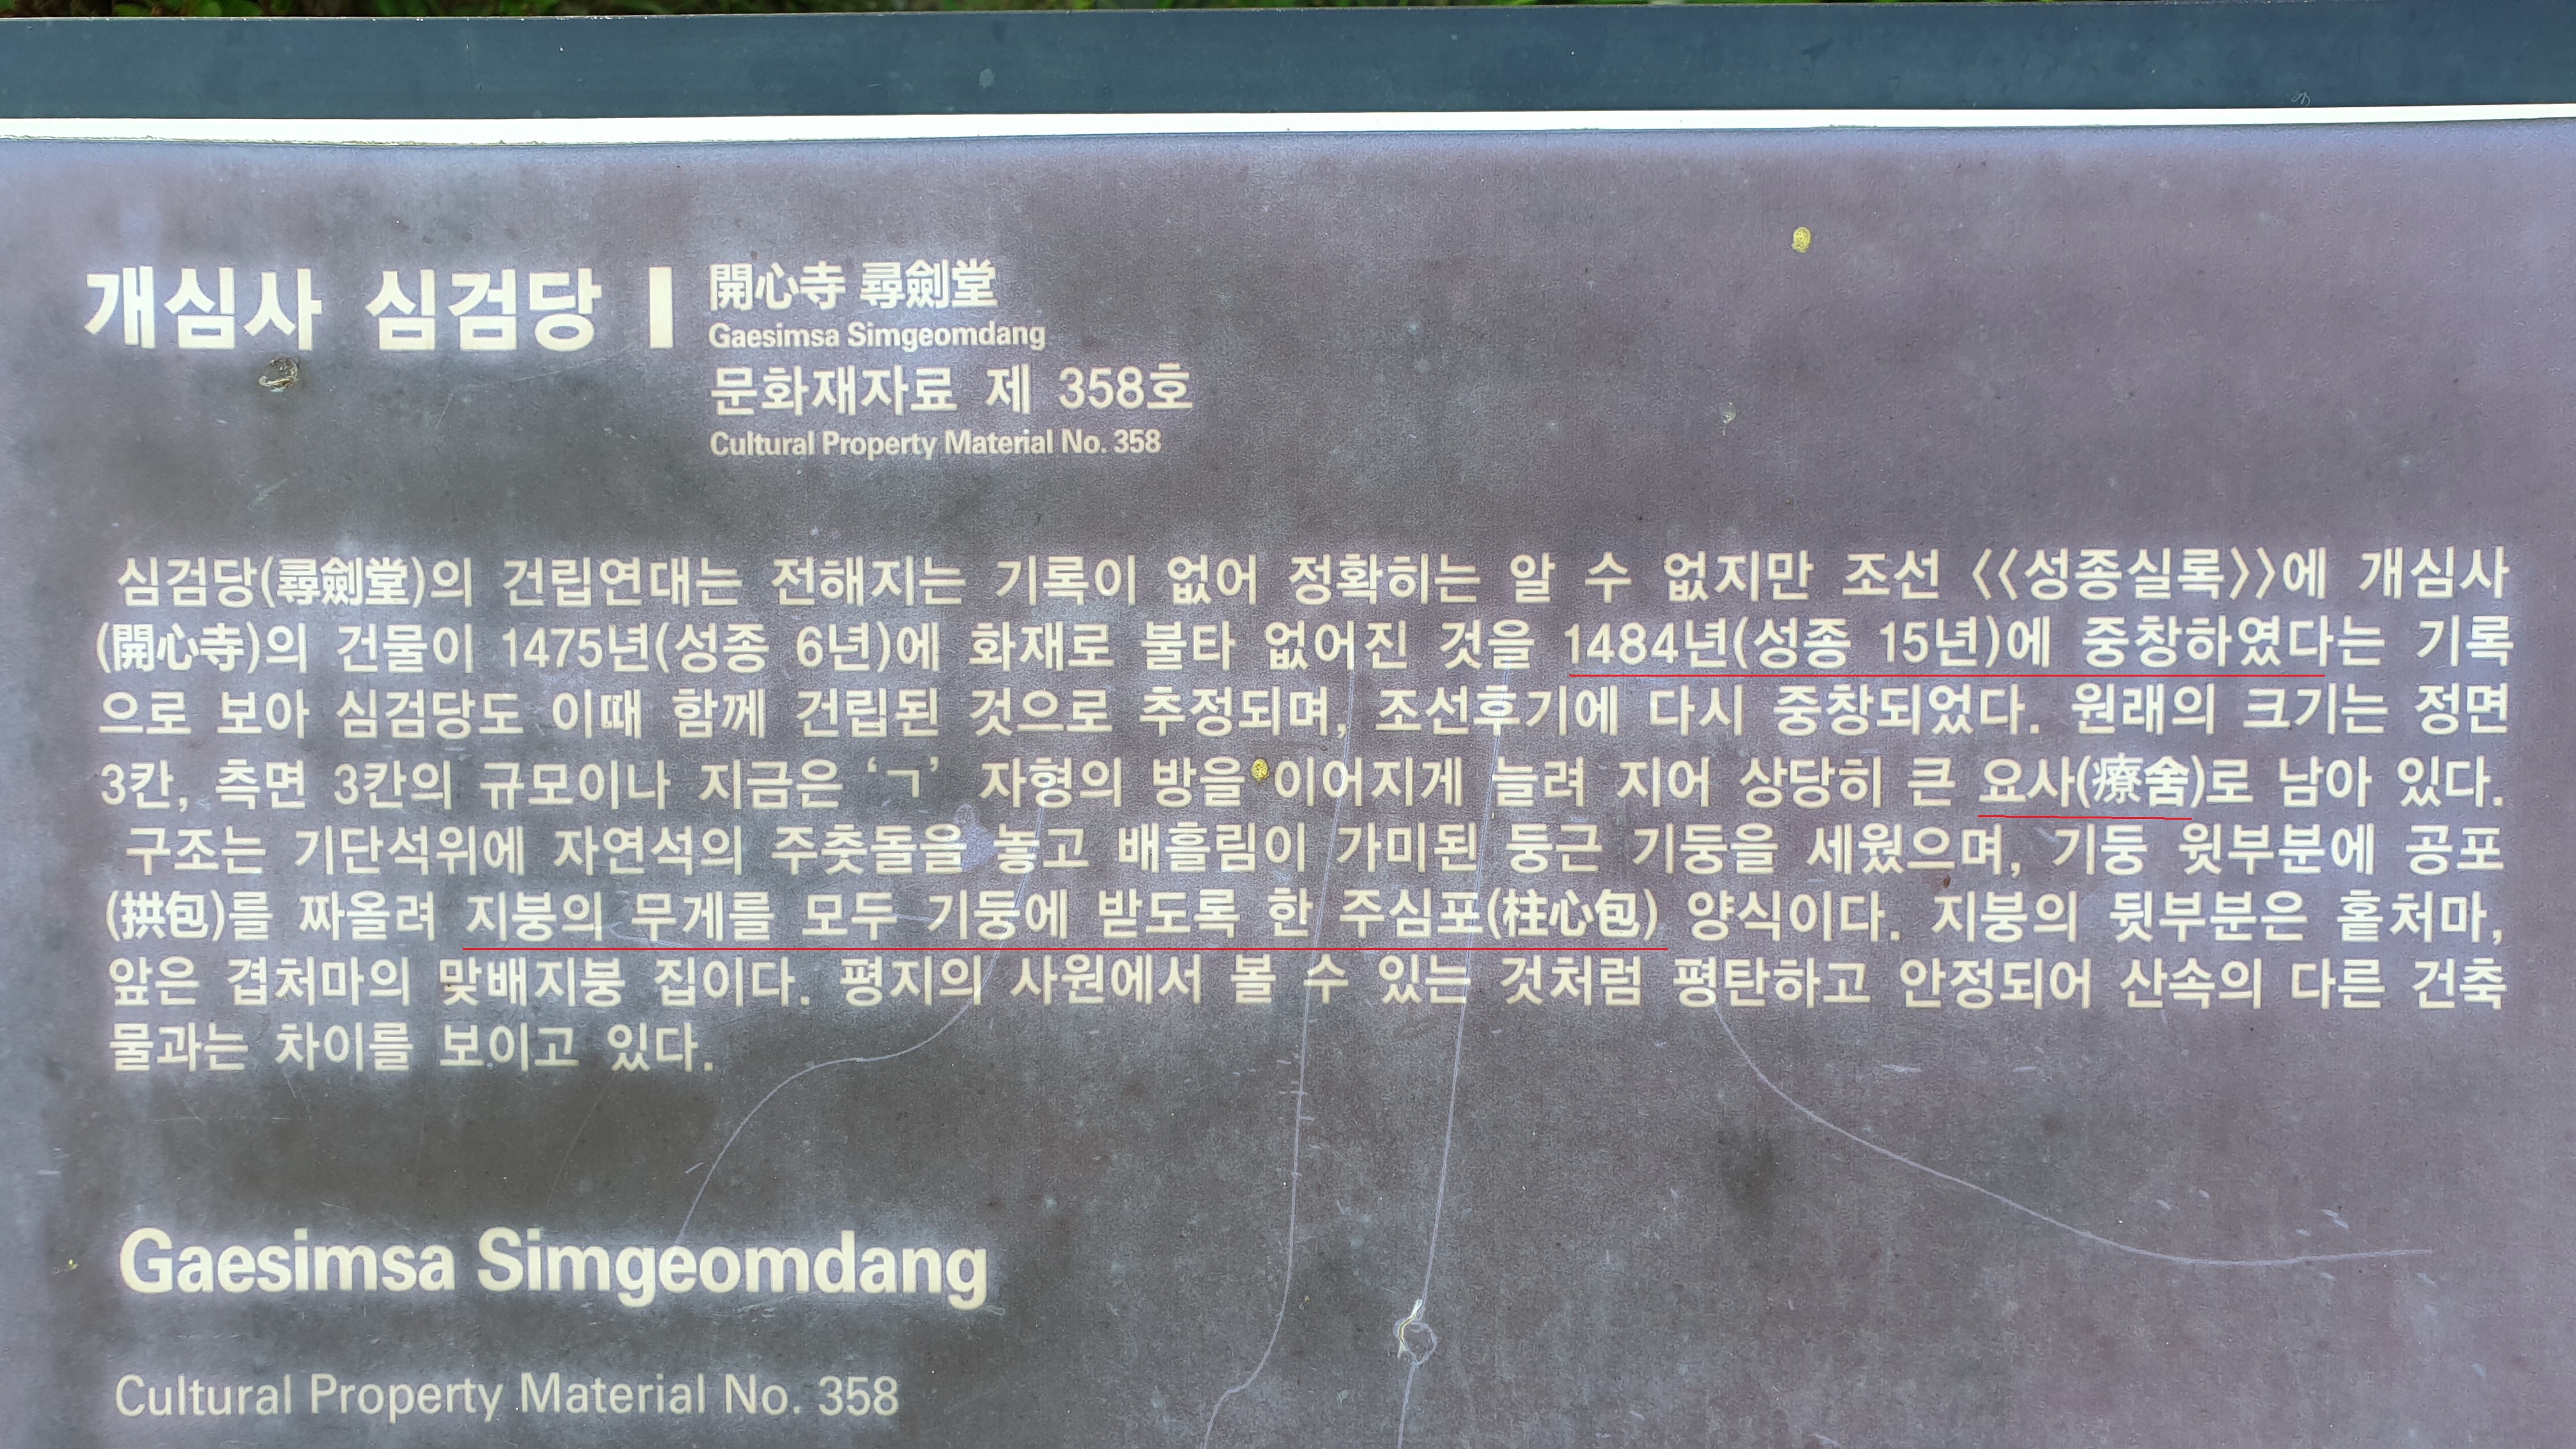 개심사 심검당
開心寺 尋劍堂
Gaesimsa Simgeomdang
문화재자료 제 358호
Cultural Property Material No. 358
심검당(尋劍堂)의 건립연대는 전해지는 기록이 없어 정확히는 알 수 없지만 조선 <<성종실록>>에 개심사
(開心寺)의 건물이 1475년(성종 6년)에 화재로 불타 없어진 것을 1484년(성종 15년)에 중창하였다는 기록
으로 보아 심검당도 이때 함께 건립된 것으로 추정되며, 조선후기에 다시 중창되었다. 원래의 크기는 정면
3칸, 측면 3칸의 규모이나 지금은 ‘ㄱ’ 자형의 방을 이어지게 늘려 지어 상당히 큰 요사(療舍)로 남아 있다.
구조는 기단석위에 자연석의 주춧돌을 놓고 배흘림이 가미된 둥근 기둥을 세웠으며, 기둥 윗부분에 공포
(拱包)를 짜올려 지붕의 무게를 모두 기둥에 받도록 한 주심포(柱心包) 양식이다. 지붕의 뒷부분은 홑처마,
앞은 겹처마의 맞배지붕 집이다. 평지의 사원에서 볼 수 있는 것처럼 평탄하고 안정되어 산속의 다른 건축
물과는 차이를 보이고 있다.
Gaesimsa Simgeomdang
Cultural Property Material No. 358